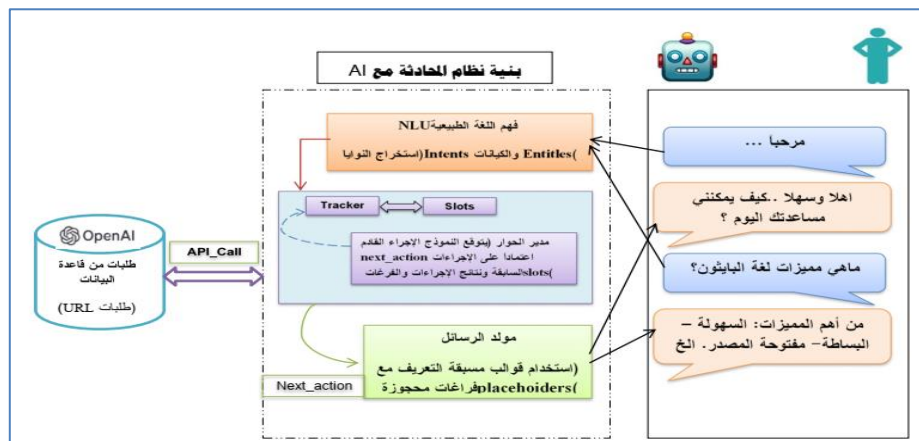 بنية نظام المحادثة مع AI
فهم اللغة الطبيعية NLU
)Entitles والكيانات Intents(استخراج النوايا
Tracker
Slots
مدير الحوار (يتوقع النموذج الإجراء القادم
next_action اعتماداً على الإجراءات
السابقة ونتائج الإجراءات والفرغات slots(
مولد الرسائل
(استخدام قوالب مسبقة التعريف مع
)placehoiders فراغات محجوزة
Next_action
API_Call
OpenAI
طلبات من قاعدة
البيانات
(طلبات URL)
مرحباً ...
اهلا وسهلا ..كيف يمكنني
مساعدتك اليوم ؟
ماهي مميزات لغة البايثون؟
من أهم المميزات: السهولة –
البساطة– مفتوحة المصدر. الخ